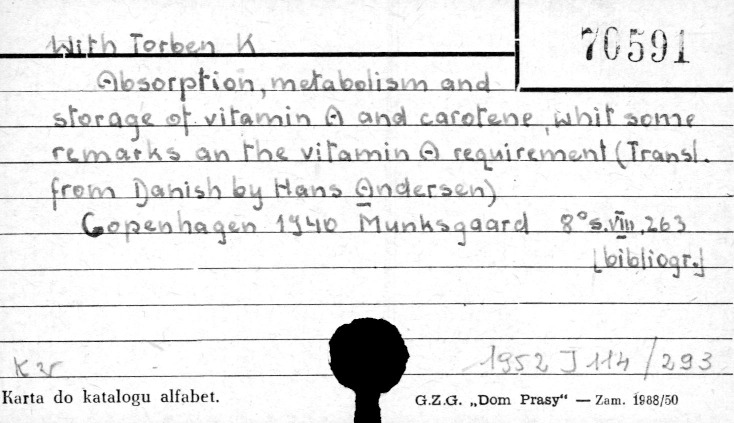 70591
With Torben K
Absorption, metabolism and
storage of vitamin A and carotene, whit some
remarks an the vitamin A requirement (Transl.
from Danish by Hans Andersen)
Copenhagen 1940 Munksgaard 8° s. VIII, 263
[bibliogr.]
1952 J 114/293
Karta do katalogu alfabet.
G.Z.G. „Dom Prasy“ — Zam. 1988/50